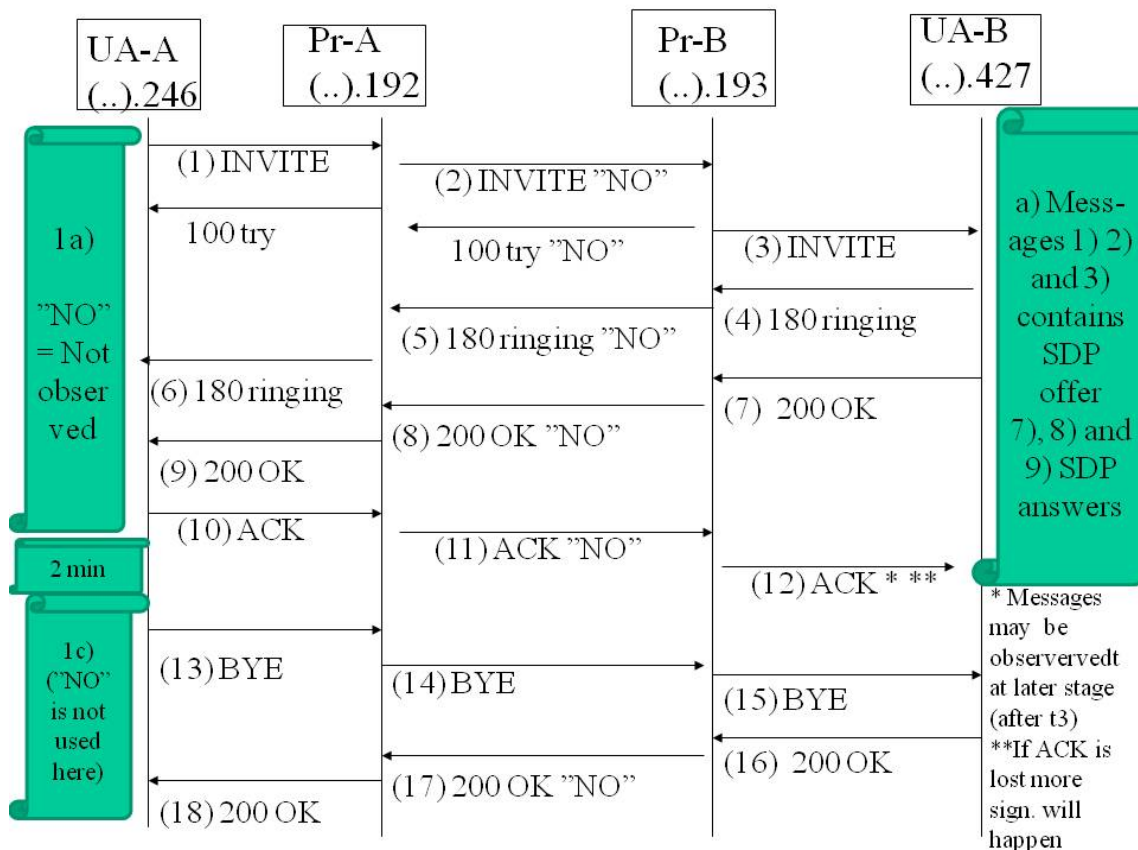 UA-A
(..).246
Pr-A
(..).192
Pr-B
(..).193
UA-B
(..).427
1a)
”NO”
= Not
obser
ved
(1) INVITE
(2) INVITE ”NO”
100 try
100 try ”NO”
(3) INVITE
(4) 180 ringing
(5) 180 ringing ”NO”
(6) 180 ringing
(7) 200 OK
(8) 200 OK ”NO”
(9) 200 OK
(10) ACK
(11) ACK ”NO”
(12) ACK * **
a) Mess-
ages 1) 2)
and 3)
contains
SDP
offer
7), 8) and
9) SDP
answers
2 min
1c)
(”NO”
is not
used
here)
(13) BYE
(14) BYE
(15) BYE
(16) 200 OK
(17) 200 OK ”NO”
(18) 200 OK
* Messages
may be
observervedt
at later stage
(after t3)
**If ACK is
lost more
sign. will
happen